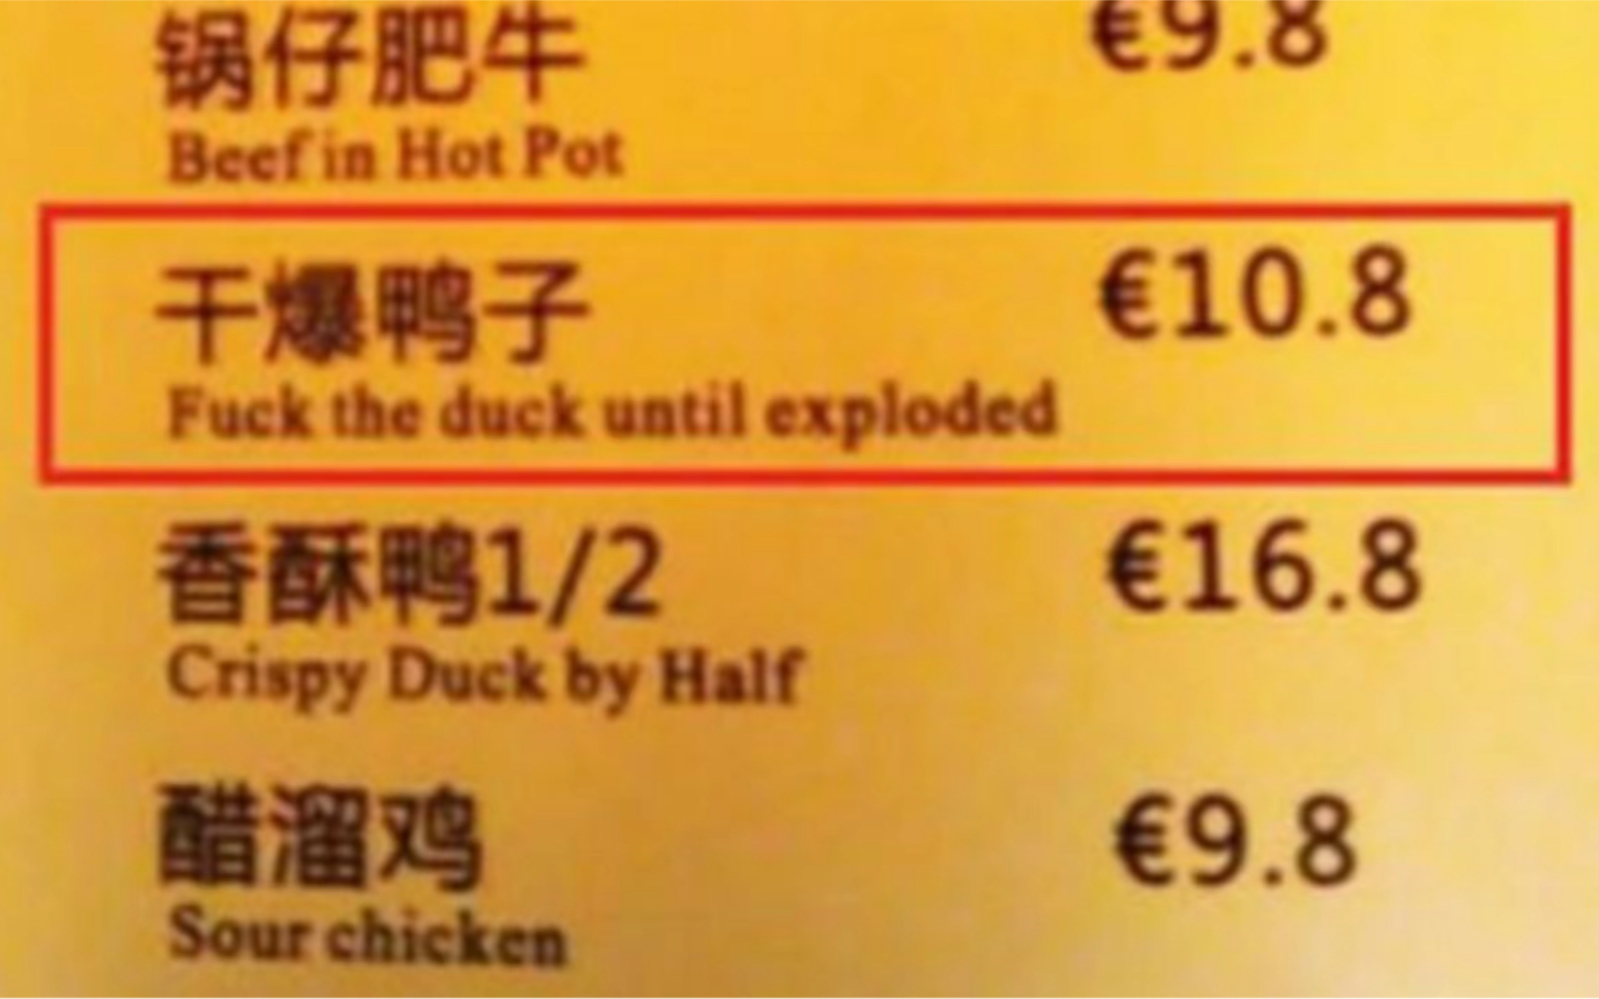 锅仔肥牛 €9.8
Beef in Hot Pot
干爆鸭子 €10.8
Fuck the duck until exploded
香酥鸭1/2 €16.8
Crispy Duck by Half
醋溜鸡 €9.8
Sour chicken